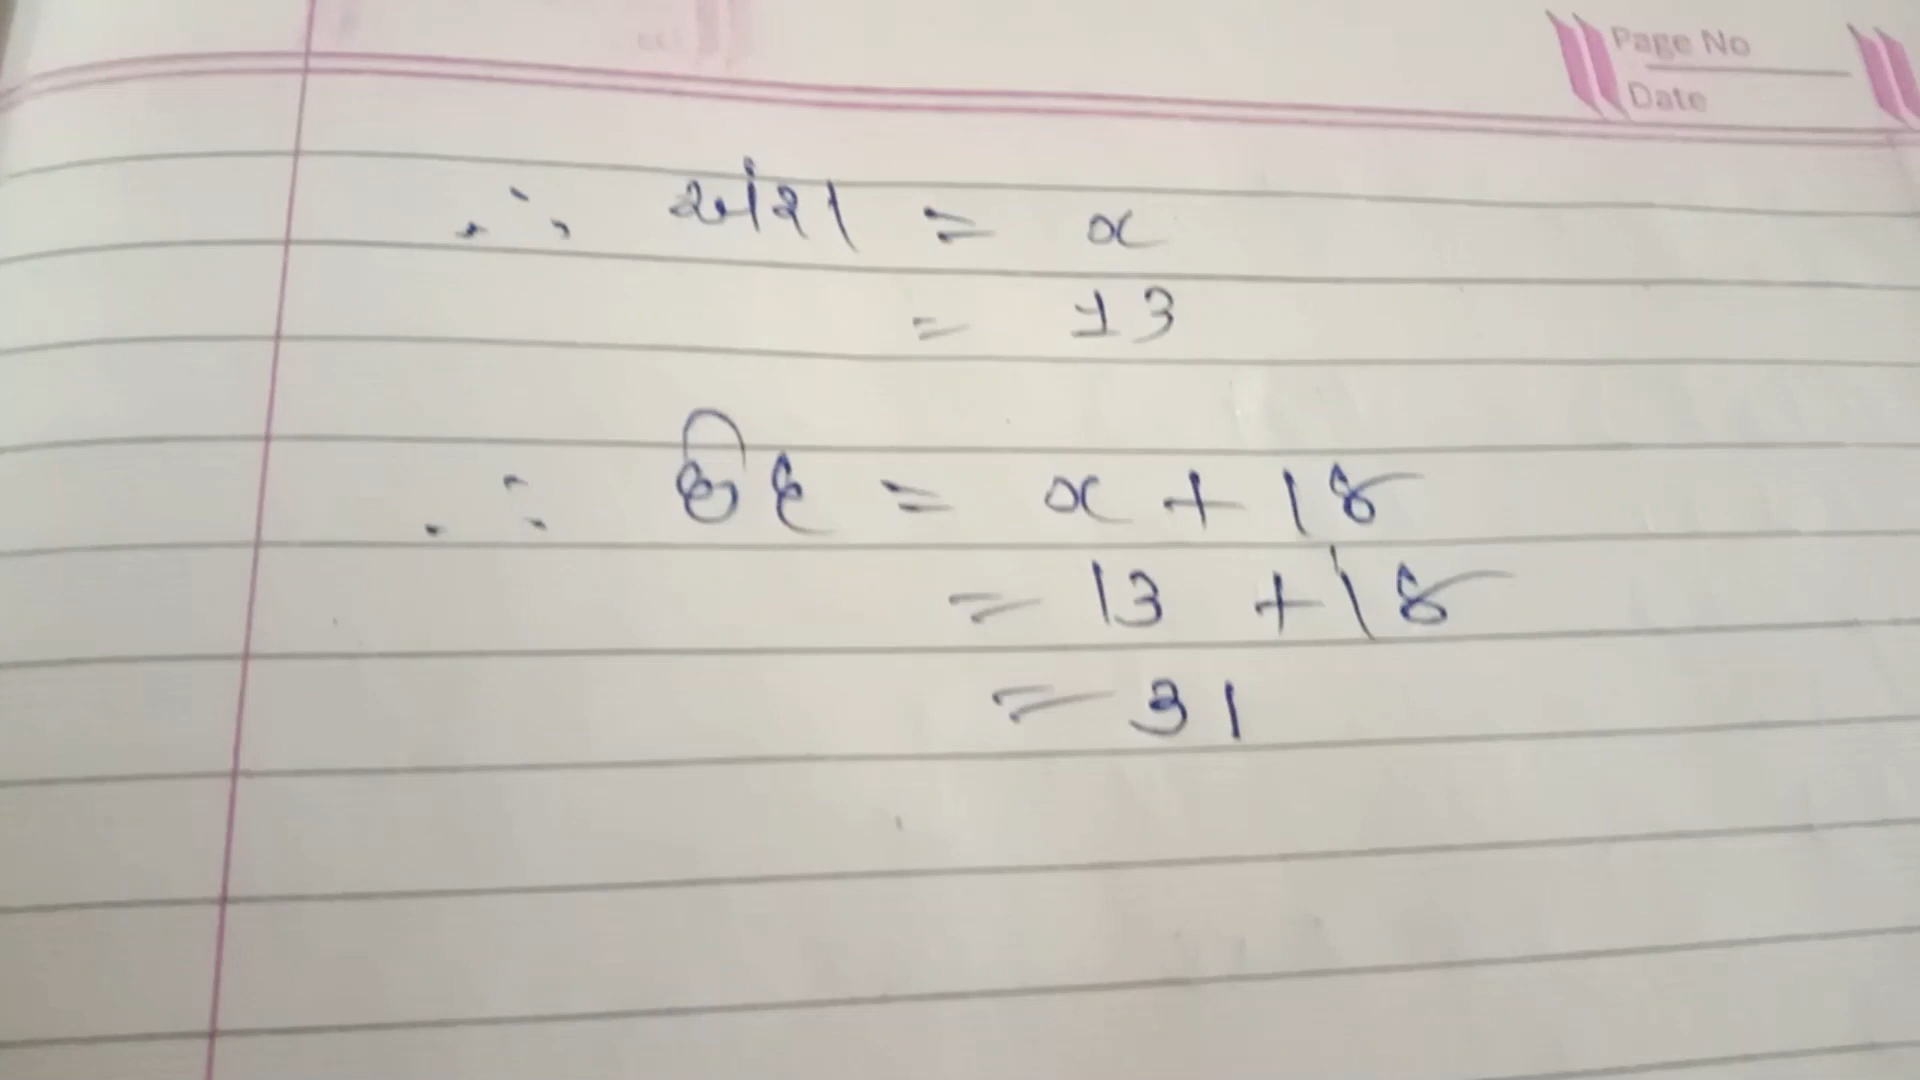 Page No
Date
∴ અંશ = x
= 13
∴ છેદ = x + 18
= 13 + 18
= 31